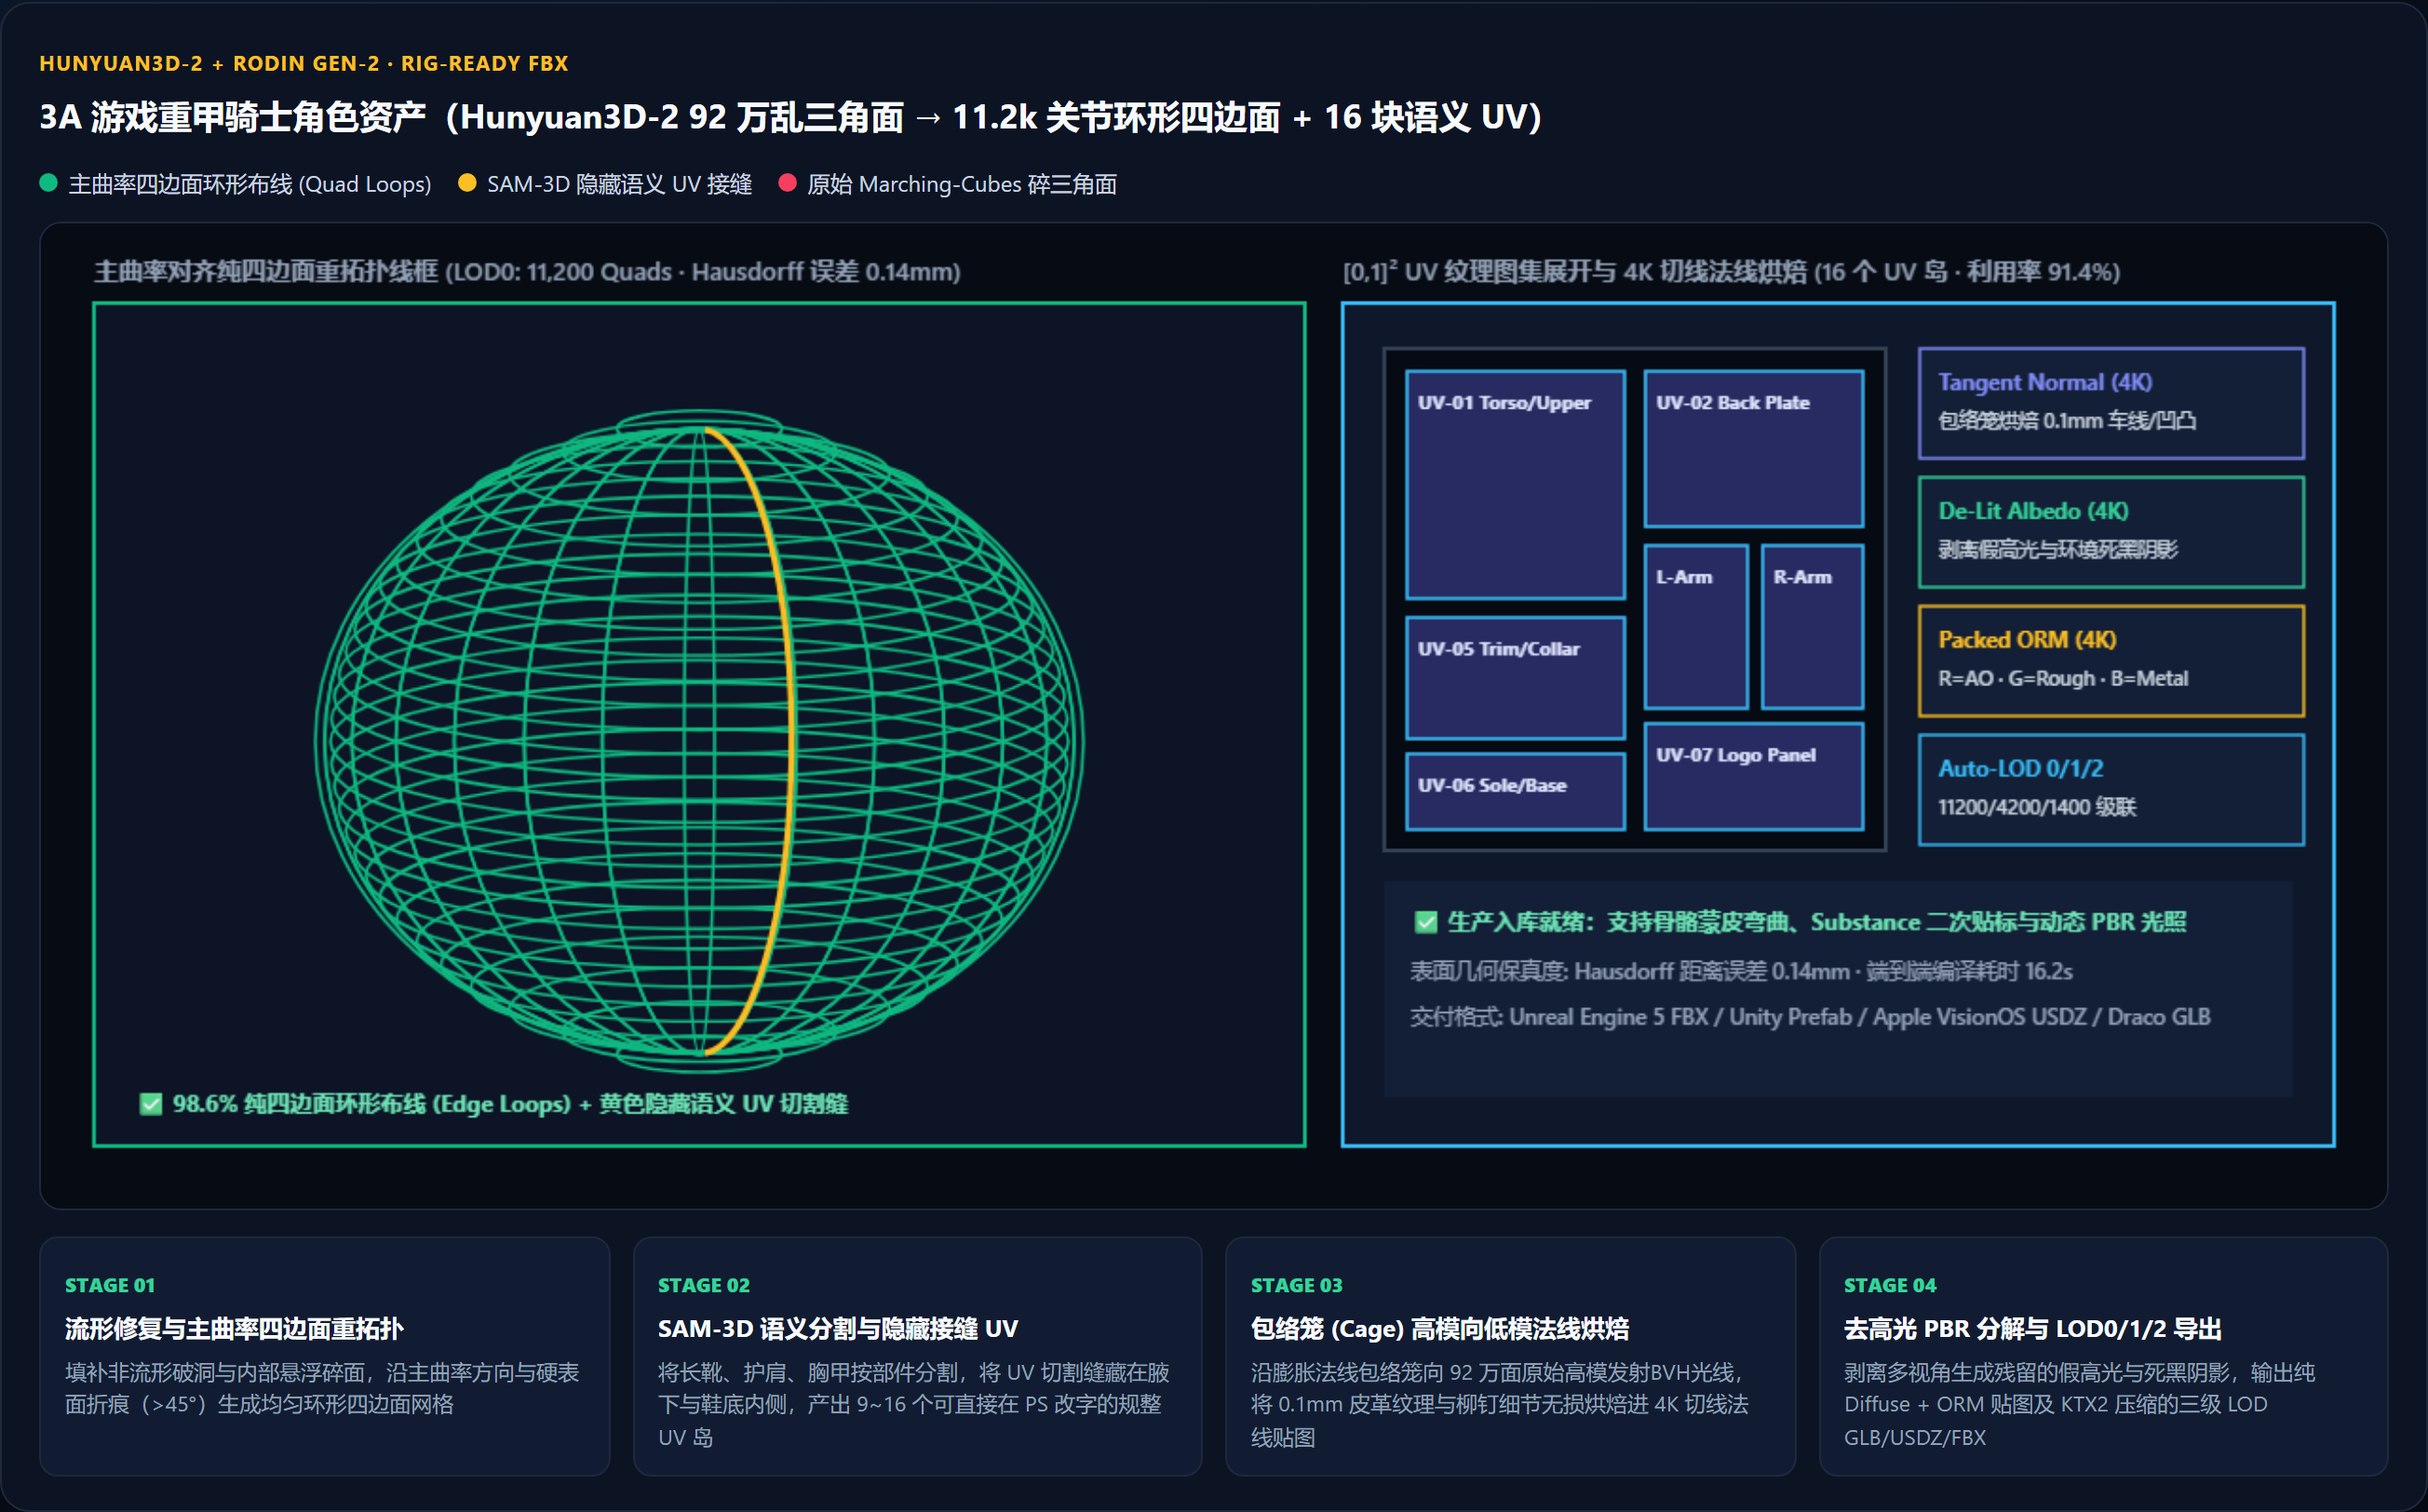 HUNYUAN3D-2 + RODIN GEN-2 · RIG-READY FBX
3A 游戏重甲骑士角色资产（Hunyuan3D-2 92 万乱三角面 → 11.2k 关节环形四边面 + 16 块语义 UV）
主曲率四边面环形布线 (Quad Loops)
SAM-3D 隐藏语义 UV 接缝
原始 Marching-Cubes 碎三角面
主曲率对齐纯四边面重拓扑线框 (LOD0: 11,200 Quads · Hausdorff 误差 0.14mm)
✅ 98.6% 纯四边面环形布线 (Edge Loops) + 黄色隐藏语义 UV 切割缝
[0,1]² UV 纹理图集展开与 4K 切线法线烘焙 (16 个 UV 岛 · 利用率 91.4%)
UV-01 Torso/Upper
UV-02 Back Plate
L-Arm
R-Arm
UV-05 Trim/Collar
UV-07 Logo Panel
UV-06 Sole/Base
Tangent Normal (4K)
包络笼烘焙 0.1mm 车线/凹凸
De-Lit Albedo (4K)
剥离假高光与环境死黑阴影
Packed ORM (4K)
R=AO · G=Rough · B=Metal
Auto-LOD 0/1/2
11200/4200/1400 级联
✅ 生产入库就绪：支持骨骼蒙皮弯曲、Substance 二次贴标与动态 PBR 光照
表面几何保真度: Hausdorff 距离误差 0.14mm · 端到端编译耗时 16.2s
交付格式: Unreal Engine 5 FBX / Unity Prefab / Apple VisionOS USDZ / Draco GLB
STAGE 01
流形修复与主曲率四边面重拓扑
填补非流形破洞与内部悬浮碎面，沿主曲率方向与硬表
面折痕（>45°）生成均匀环形四边面网格
STAGE 02
SAM-3D 语义分割与隐藏接缝 UV
将长靴、护肩、胸甲按部件分割，将 UV 切割缝藏在腋
下与鞋底内侧，产出 9~16 个可直接在 PS 改字的规整
UV 岛
STAGE 03
包络笼 (Cage) 高模向低模法线烘焙
沿膨胀法线包络笼向 92 万面原始高模发射BVH光线，
将 0.1mm 皮革纹理与柳钉细节无损烘焙进 4K 切线法
线贴图
STAGE 04
去高光 PBR 分解与 LOD0/1/2 导出
剥离多视角生成残留的假高光与死黑阴影，输出纯
Diffuse + ORM 贴图及 KTX2 压缩的三级 LOD
GLB/USDZ/FBX